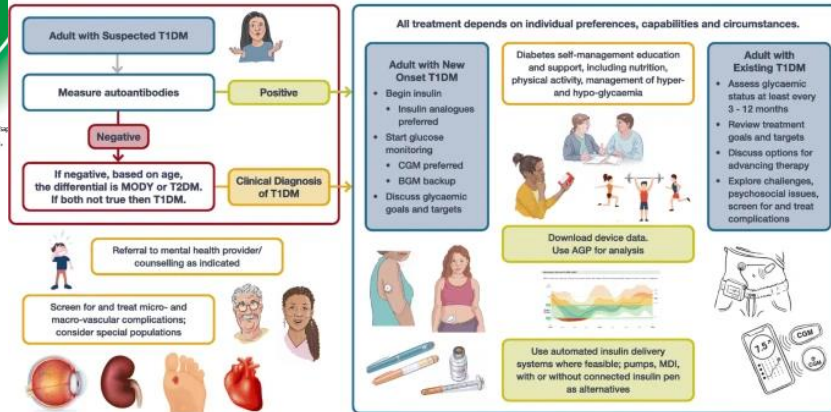 Adult with Suspected T1DM
Measure autoantibodies
Positive
Negative
If negative, based on age,
the differential is MODY or T2DM.
If both not true then T1DM.
Clinical Diagnosis
of T1DM
Referral to mental health provider/
counselling as indicated
Screen for and treat micro- and
macro-vascular complications;
consider special populations
All treatment depends on individual preferences, capabilities and circumstances.
Adult with New
Onset T1DM
• Begin insulin
• Insulin analogues
preferred
• Start glucose
monitoring
• CGM preferred
• BGM backup
• Discuss glycaemic
goals and targets
Diabetes self-management education
and support, including nutrition,
physical activity, management of hyper-
and hypo-glycaemia
Download device data.
Use AGP for analysis
Use automated insulin delivery
systems where feasible; pumps, MDI,
with or without connected insulin pen
as alternatives
Adult with
Existing T1DM
• Assess glycaemic
status at least every
3 - 12 months
• Review treatment
goals and targets
• Discuss options for
advancing therapy
• Explore challenges,
psychosocial issues,
screen for and treat
complications
7.5
CGM
CGM